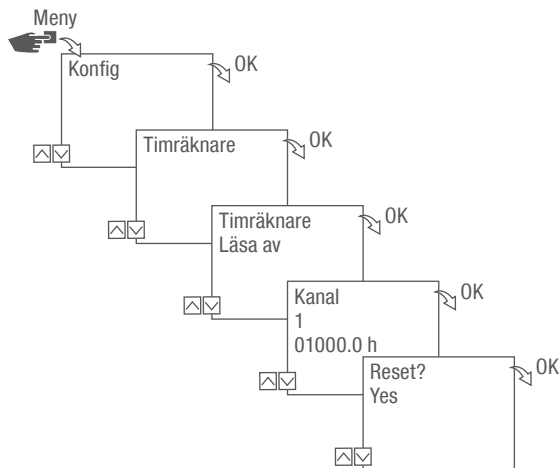 Meny
Konfig
OK
Timräknare
OK
Timräknare
Läsa av
OK
Kanal
1
01000.0 h
OK
Reset?
Yes
OK